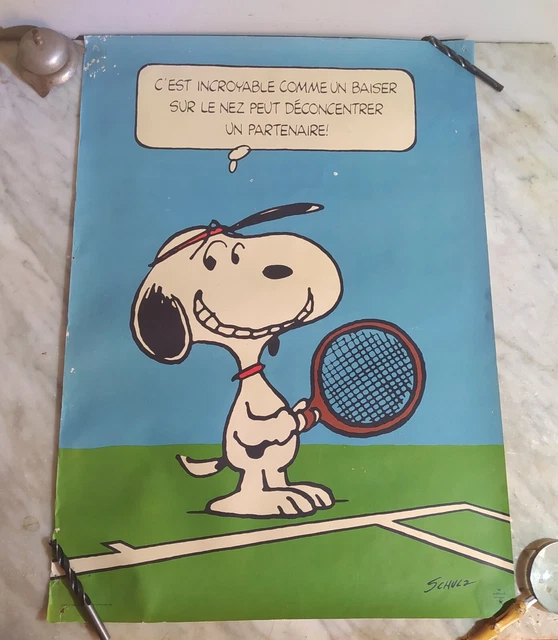 C'EST INCROYABLE COMME UN BAISER
SUR LE NEZ PEUT DÉCONCENTRER
UN PARTENAIRE!
SCHULZ